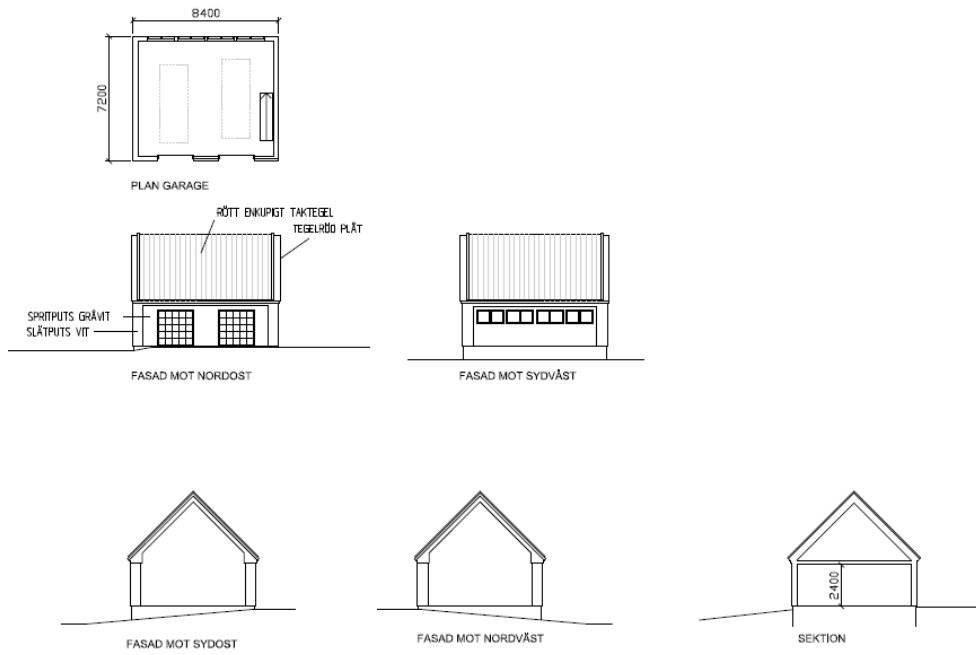 8400
7200
PLAN GARAGE
RÖTT ENKUPIGT TAKTEGEL
TEGELRÖD PLÅT
SPRITPUTS GRÅVIT
SLÄTPUTS VIT
FASAD MOT NORDOST
FASAD MOT SYDVÄST
FASAD MOT SYDOST
FASAD MOT NORDVÄST
2400
SEKTION